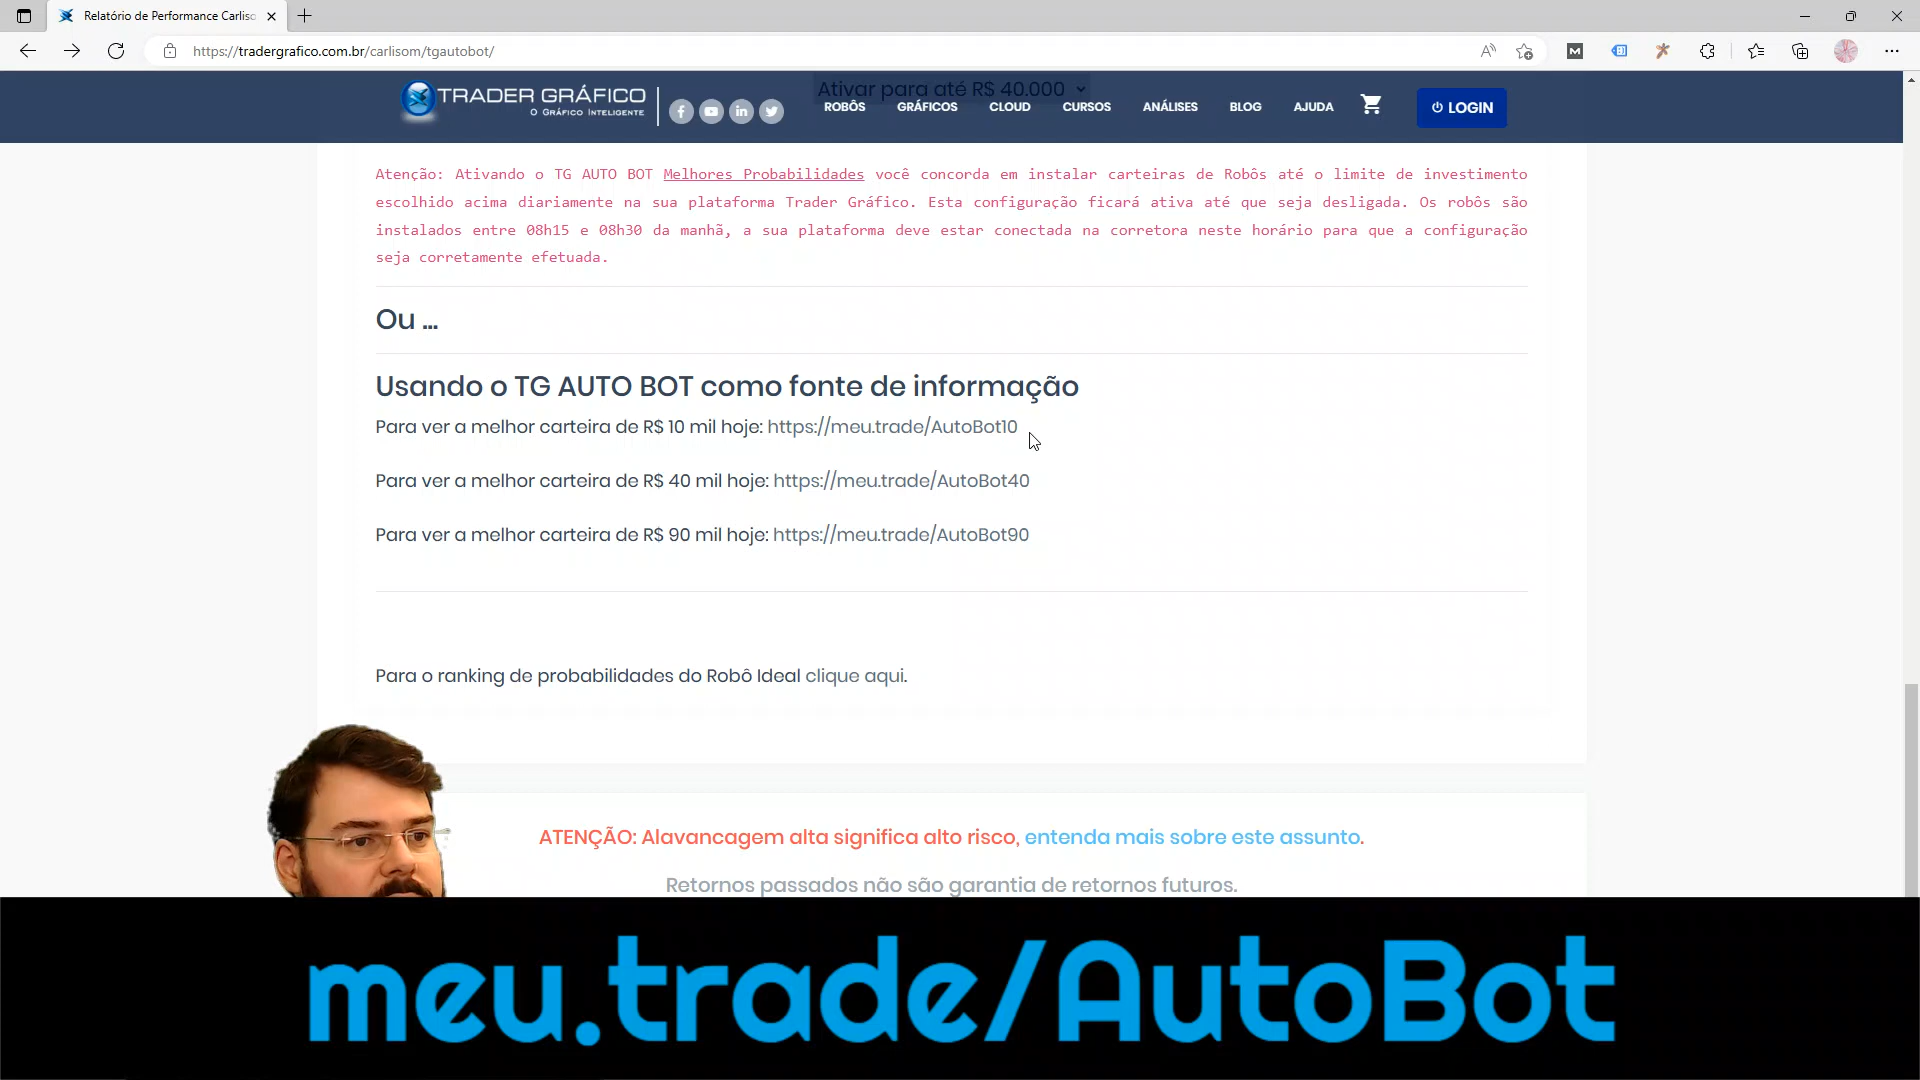 Relatório de Performance Carliso
https://tradergrafico.com.br/carlisom/tgautobot/
Ativar para até R$ 40.000
TRADER GRÁFICO
O GRÁFICO INTELIGENTE
ROBÔS GRÁFICOS CLOUD CURSOS ANÁLISES BLOG AJUDA LOGIN
Atenção: Ativando o TG AUTO BOT Melhores Probabilidades você concorda em instalar carteiras de Robôs até o limite de investimento
escolhido acima diariamente na sua plataforma Trader Gráfico. Esta configuração ficará ativa até que seja desligada. Os robôs são
instalados entre 08h15 e 08h30 da manhã, a sua plataforma deve estar conectada na corretora neste horário para que a configuração
seja corretamente efetuada.
Ou ...
Usando o TG AUTO BOT como fonte de informação
Para ver a melhor carteira de R$ 10 mil hoje: https://meu.trade/AutoBot10
Para ver a melhor carteira de R$ 40 mil hoje: https://meu.trade/AutoBot40
Para ver a melhor carteira de R$ 90 mil hoje: https://meu.trade/AutoBot90
Para o ranking de probabilidades do Robô Ideal clique aqui.
ATENÇÃO: Alavancagem alta significa alto risco, entenda mais sobre este assunto.
Retornos passados não são garantia de retornos futuros.
meu.trade/AutoBot